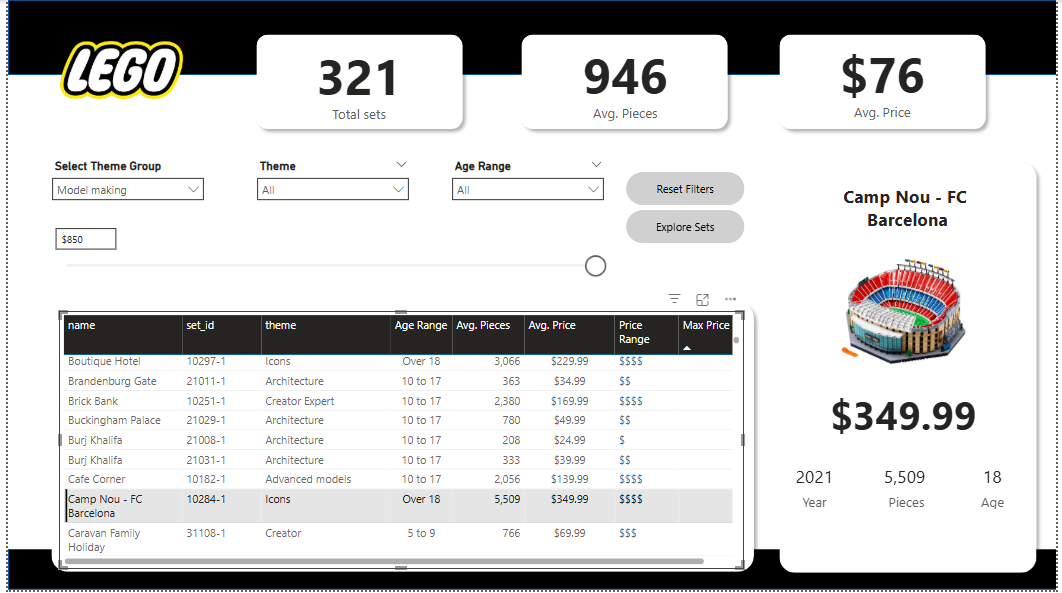 LEGO
321
Total sets
946
Avg. Pieces
$76
Avg. Price
Select Theme Group
Model making
Theme
All
Age Range
All
Reset Filters
Explore Sets
$850
name set_id theme Age Range Avg. Pieces Avg. Price Price Range Max Price
Boutique Hotel 10297-1 Icons Over 18 3,066 $229.99 $$$$
Brandenburg Gate 21011-1 Architecture 10 to 17 363 $34.99 $$
Brick Bank 10251-1 Creator Expert 10 to 17 2,380 $169.99 $$$$
Buckingham Palace 21029-1 Architecture 10 to 17 780 $49.99 $$
Burj Khalifa 21008-1 Architecture 10 to 17 208 $24.99 $
Burj Khalifa 21031-1 Architecture 10 to 17 333 $39.99 $$
Cafe Corner 10182-1 Advanced models 10 to 17 2,056 $139.99 $$$$
Camp Nou - FC Barcelona 10284-1 Icons Over 18 5,509 $349.99 $$$$
Caravan Family Holiday 31108-1 Creator 5 to 9 766 $69.99 $$$
Camp Nou - FC
Barcelona
$349.99
2021 5,509 18
Year Pieces Age